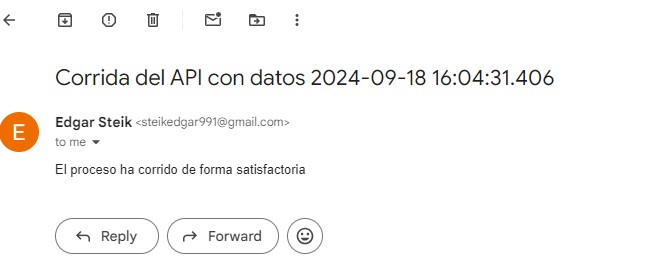 Corrida del API con datos 2024-09-18 16:04:31.406
E
Edgar Steik <steikedgar991@gmail.com>
to me
El proceso ha corrido de forma satisfactoria
Reply
Forward